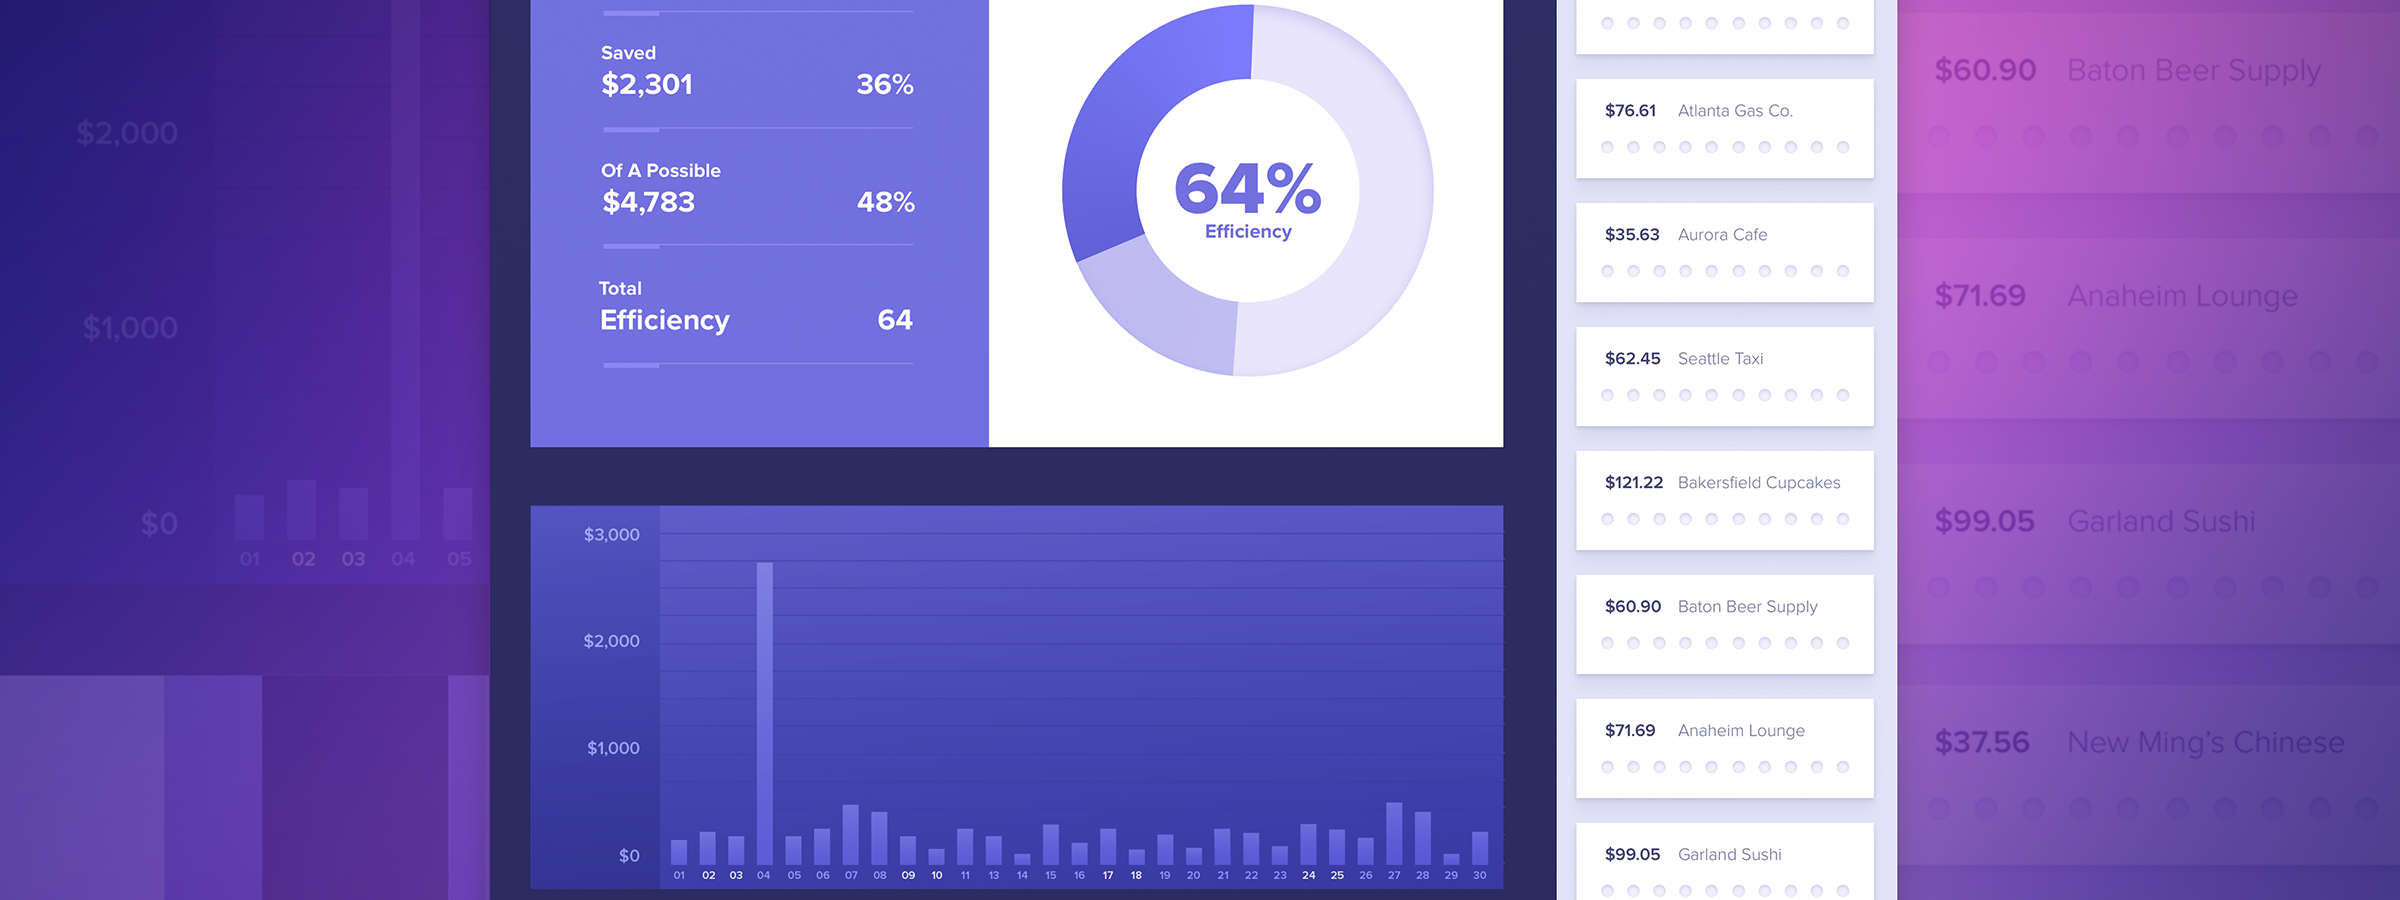 $2,000
$1,000
$0
01 02 03 04 05
Saved
$2,301 36%
Of A Possible
$4,783 48%
Total
Efficiency 64
64%
Efficiency
$3,000
$2,000
$1,000
$0
01 02 03 04 05 06 07 08 09 10 11 12 13 14 15 16 17 18 19 20 21 22 23 24 25 26 27 28 29 30
$76.61 Atlanta Gas Co.
$35.63 Aurora Cafe
$62.45 Seattle Taxi
$121.22 Bakersfield Cupcakes
$60.90 Baton Beer Supply
$71.69 Anaheim Lounge
$99.05 Garland Sushi
$60.90 Baton Beer Supply
$71.69 Anaheim Lounge
$99.05 Garland Sushi
$37.56 New Ming's Chinese